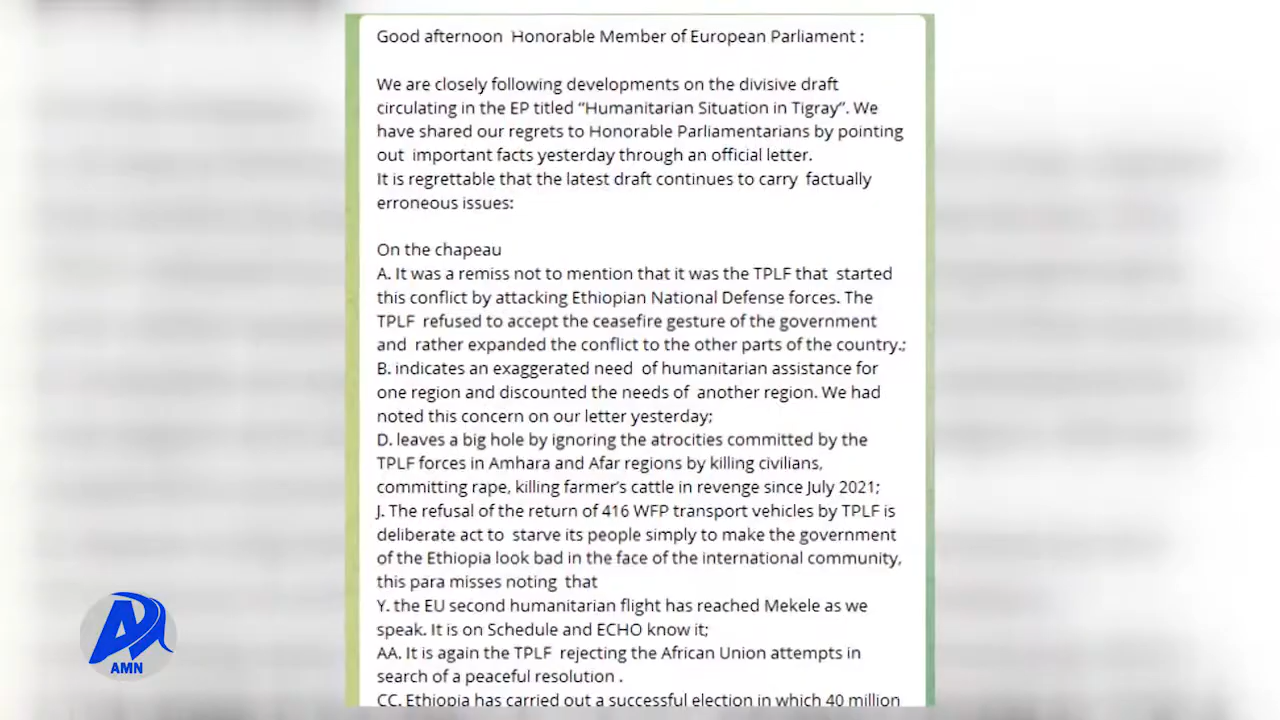 Good afternoon Honorable Member of European Parliament :
We are closely following developments on the divisive draft
circulating in the EP titled “Humanitarian Situation in Tigray”. We
have shared our regrets to Honorable Parliamentarians by pointing
out important facts yesterday through an official letter.
It is regrettable that the latest draft continues to carry factually
erroneous issues:
On the chapeau
A. It was a remiss not to mention that it was the TPLF that started
this conflict by attacking Ethiopian National Defense forces. The
TPLF refused to accept the ceasefire gesture of the government
and rather expanded the conflict to the other parts of the country.;
B. indicates an exaggerated need of humanitarian assistance for
one region and discounted the needs of another region. We had
noted this concern on our letter yesterday;
D. leaves a big hole by ignoring the atrocities committed by the
TPLF forces in Amhara and Afar regions by killing civilians,
committing rape, killing farmer’s cattle in revenge since July 2021;
J. The refusal of the return of 416 WFP transport vehicles by TPLF is
deliberate act to starve its people simply to make the government
of the Ethiopia look bad in the face of the international community,
this para misses noting that
Y. the EU second humanitarian flight has reached Mekele as we
speak. It is on Schedule and ECHO know it;
AA. It is again the TPLF rejecting the African Union attempts in
search of a peaceful resolution .
CC. Ethiopia has carried out a successful election in which 40 million
AMN